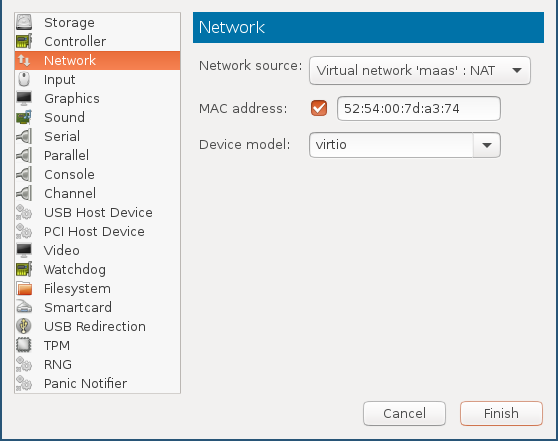 Storage
Controller
Network
Input
Graphics
Sound
Serial
Parallel
Console
Channel
USB Host Device
PCI Host Device
Video
Watchdog
Filesystem
Smartcard
USB Redirection
TPM
RNG
Panic Notifier
Network
Network source: Virtual network 'maas' : NAT
MAC address: 52:54:00:7d:a3:74
Device model: virtio
Cancel Finish